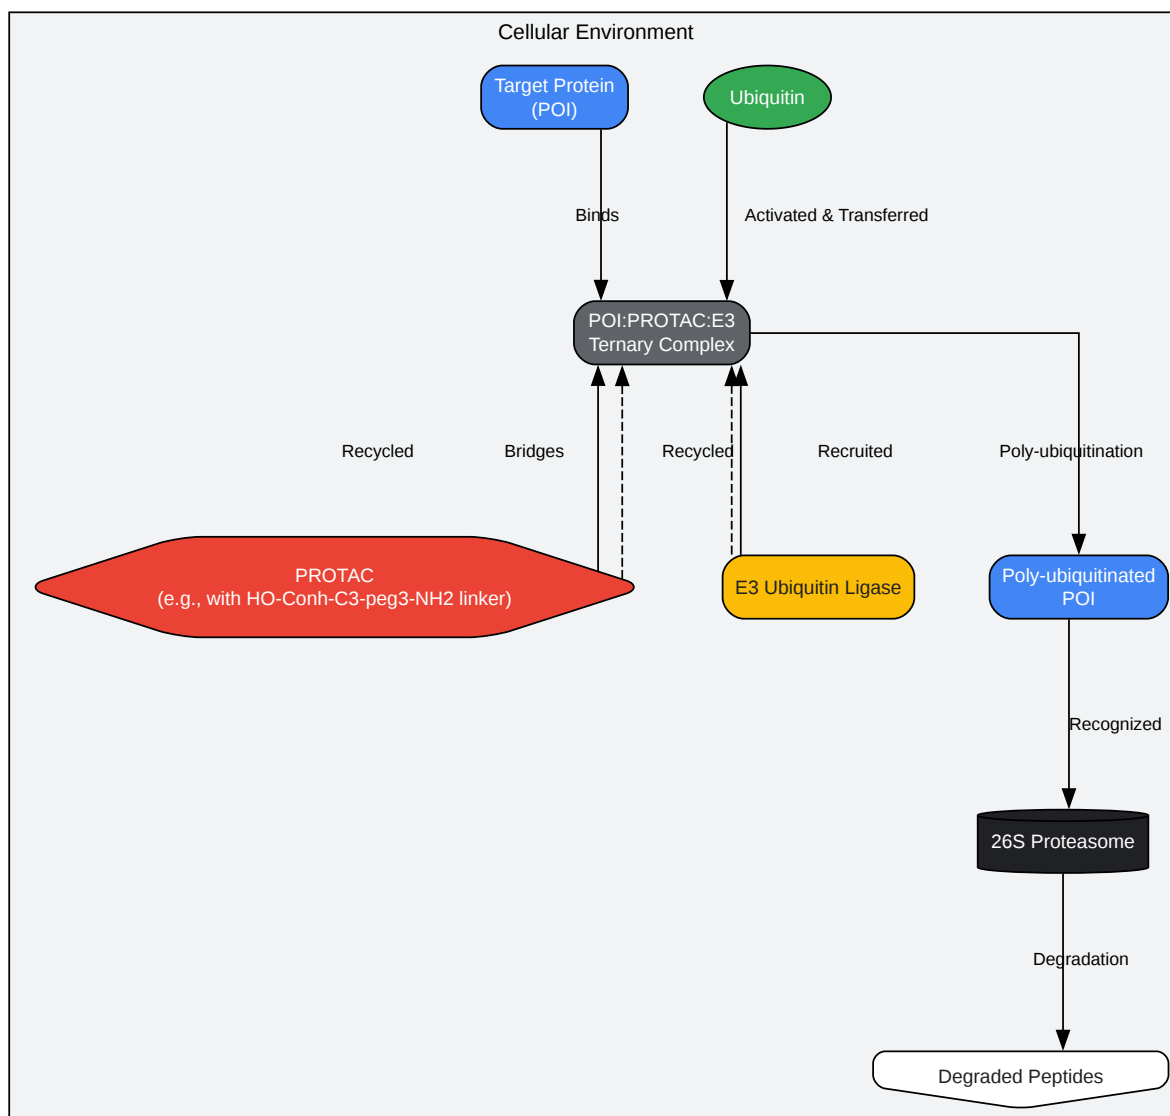 Cellular Environment
Target Protein
(POI)
Ubiquitin
Binds
Activated & Transferred
POI:PROTAC:E3
Ternary Complex
Recycled
Bridges
Recycled
Recruited
Poly-ubiquitination
PROTAC
(e.g., with HO-Conh-C3-peg3-NH2 linker)
E3 Ubiquitin Ligase
Poly-ubiquitinated
POI
Recognized
26S Proteasome
Degradation
Degraded Peptides